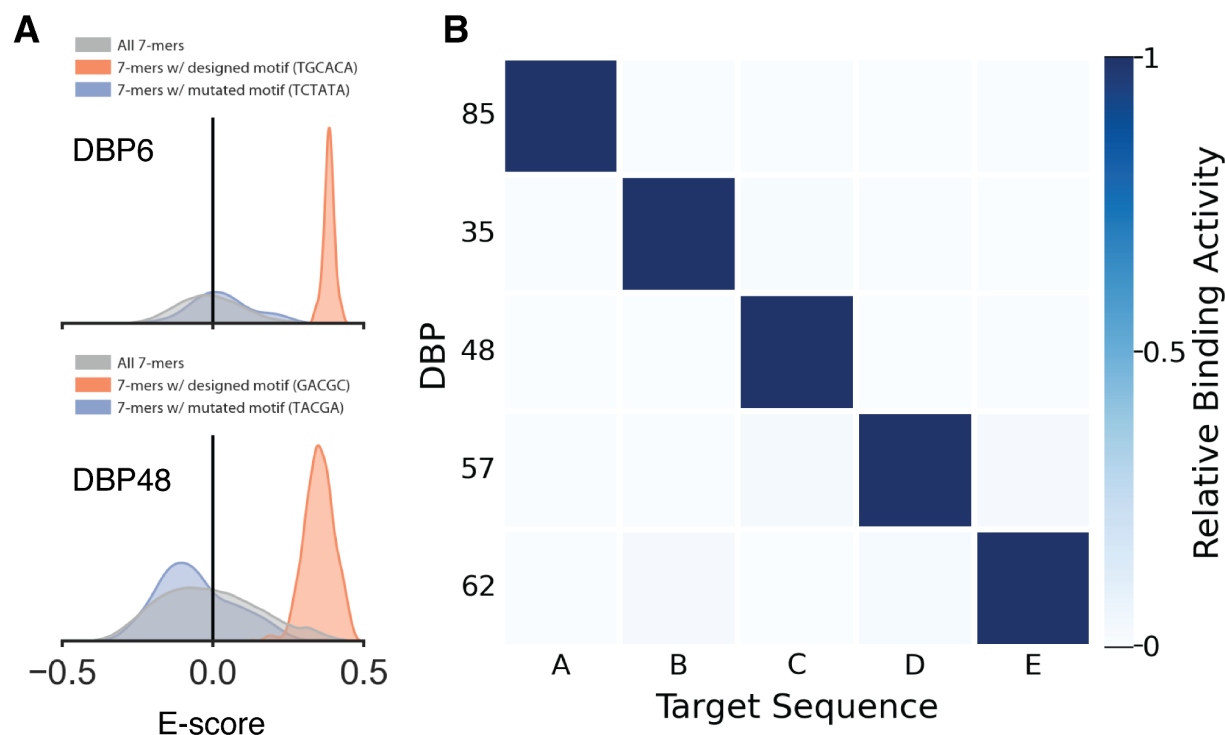 A
All 7-mers
7-mers w/ designed motif (TGCACA)
7-mers w/ mutated motif (TCTATA)
DBP6
All 7-mers
7-mers w/ designed motif (GACGC)
7-mers w/ mutated motif (TACGA)
DBP48
−0.5 0.0 0.5
E-score
B
85
35
48
57
62
DBP
A B C D E
Target Sequence
1
0.5
0
Relative Binding Activity